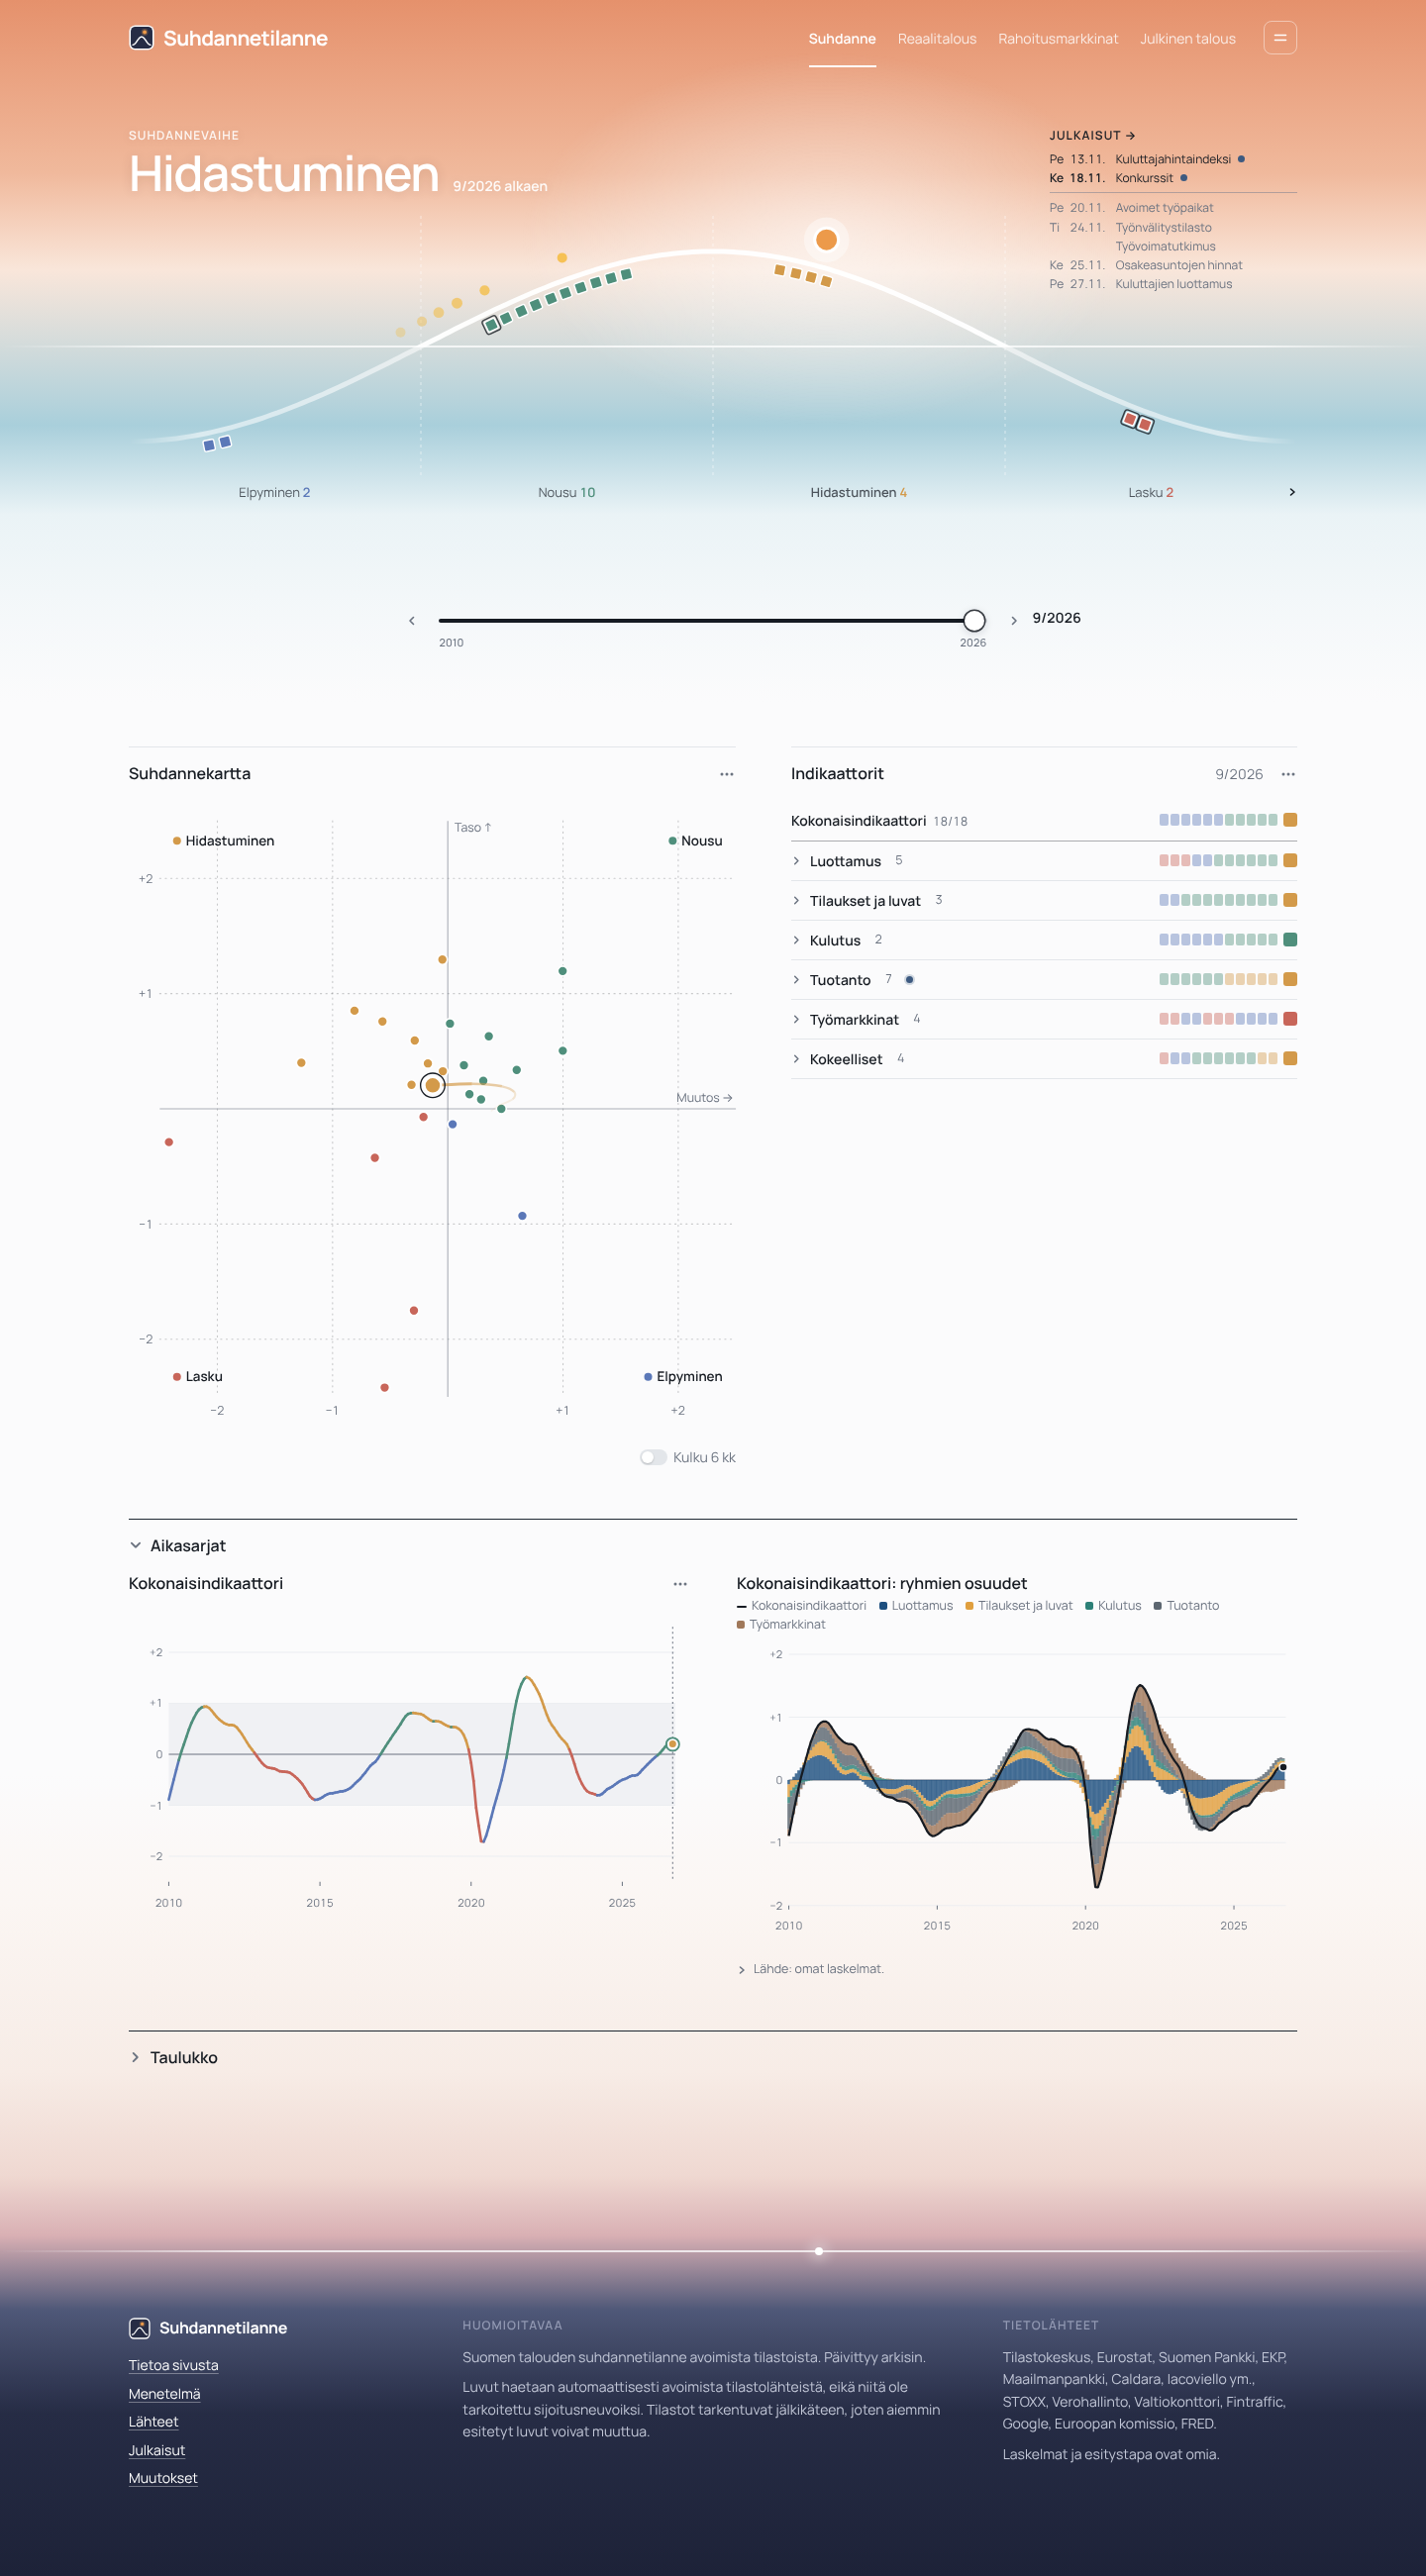 Suhdannetilanne
Suhdanne Reaalitalous Rahoitusmarkkinat Julkinen talous
SUHDANNEVAIHE
Hidastuminen 9/2026 alkaen
JULKAISUT →
Pe 13.11. Kuluttajahintaindeksi
Ke 18.11. Konkurssit
Pe 20.11. Avoimet työpaikat
Ti 24.11. Työnvälitystilasto
Työvoimatutkimus
Ke 25.11. Osakeasuntojen hinnat
Pe 27.11. Kuluttajien luottamus
Elpyminen 2 Nousu 10 Hidastuminen 4 Lasku 2
9/2026
2010 2026
Suhdannekartta
Taso ↑
Hidastuminen Nousu
+2
+1
Muutos →
−1
−2
Lasku Elpyminen
−2 −1 +1 +2
Kulku 6 kk
Indikaattorit 9/2026
Kokonaisindikaattori 18/18
Luottamus 5
Tilaukset ja luvat 3
Kulutus 2
Tuotanto 7
Työmarkkinat 4
Kokeelliset 4
Aikasarjat
Kokonaisindikaattori
+2
+1
0
−1
−2
2010 2015 2020 2025
Kokonaisindikaattori: ryhmien osuudet
Kokonaisindikaattori Luottamus Tilaukset ja luvat Kulutus Tuotanto
Työmarkkinat
+2
+1
0
−1
−2
2010 2015 2020 2025
Lähde: omat laskelmat.
Taulukko
Suhdannetilanne
Tietoa sivusta
Menetelmä
Lähteet
Julkaisut
Muutokset
HUOMIOITAVAA
Suomen talouden suhdannetilanne avoimista tilastoista. Päivittyy arkisin.
Luvut haetaan automaattisesti avoimista tilastolähteistä, eikä niitä ole
tarkoitettu sijoitusneuvoiksi. Tilastot tarkentuvat jälkikäteen, joten aiemmin
esitetyt luvut voivat muuttua.
TIETOLÄHTEET
Tilastokeskus, Eurostat, Suomen Pankki, EKP,
Maailmanpankki, Caldara, Iacoviello ym.,
STOXX, Verohallinto, Valtiokonttori, Fintraffic,
Google, Euroopan komissio, FRED.
Laskelmat ja esitystapa ovat omia.